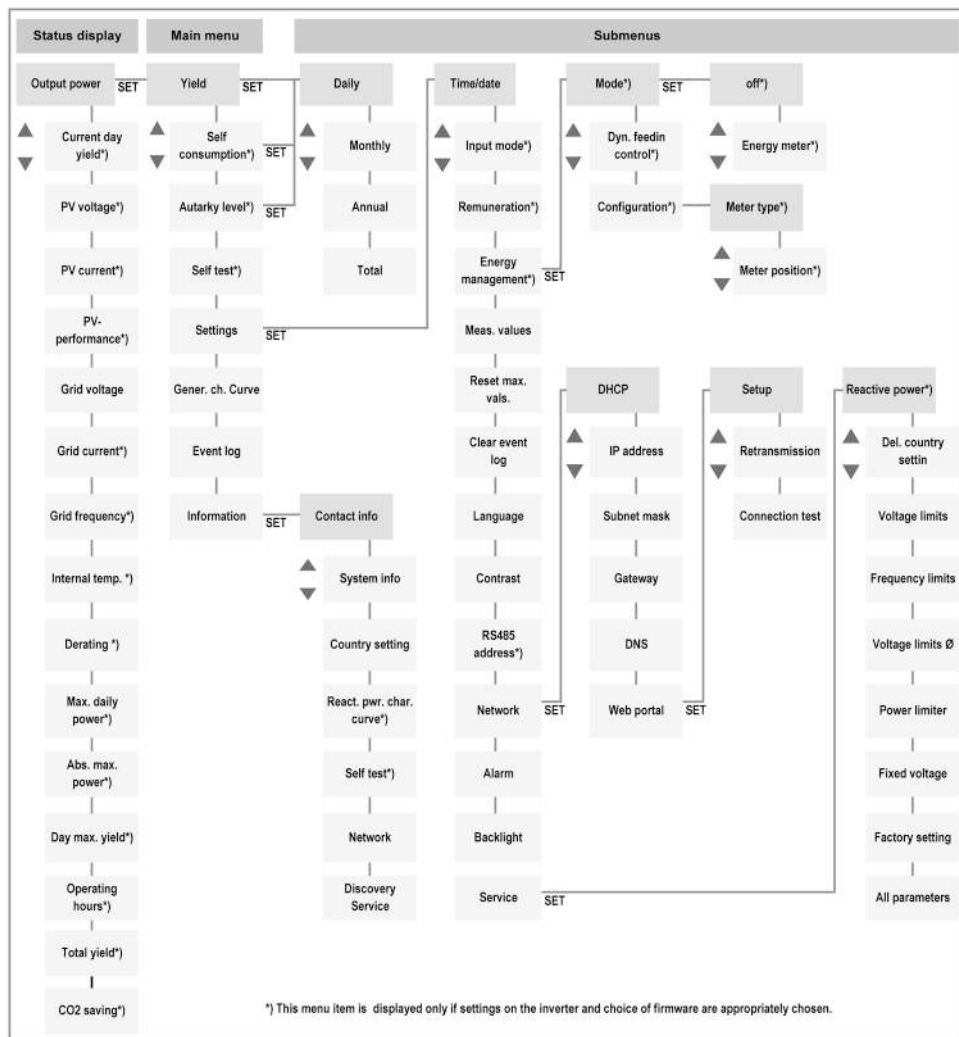 Status display
Main menu
Submenus
Output power
SET
Yield
SET
Daily
Time/date
Mode*)
SET
off*)
Current day
yield*)
Self
consumption*)
SET
Monthly
Input mode*)
Dyn. feedin
control*)
Energy meter*)
PV voltage*)
Autarky level*)
SET
Annual
Remuneration*)
Configuration*)
Meter type*)
PV current*)
Self test*)
Total
Energy
management*)
SET
Meter position*)
PV-
performance*)
Settings
SET
Meas. values
Grid voltage
Gener. ch. Curve
Reset max.
vals.
DHCP
Setup
Reactive power*)
Grid current*)
Event log
Clear event
log
IP address
Retransmission
Del. country
settin
Grid frequency*)
Information
SET
Contact info
Language
Subnet mask
Connection test
Voltage limits
Internal temp. *)
System info
Contrast
Gateway
Frequency limits
Derating *)
Country setting
RS485
address*)
DNS
Voltage limits Ø
Max. daily
power*)
React. pwr. char.
curve*)
Network
SET
Web portal
SET
Power limiter
Abs. max.
power*)
Self test*)
Alarm
Fixed voltage
Day max. yield*)
Network
Backlight
Factory setting
Operating
hours*)
Discovery
Service
Service
SET
All parameters
Total yield*)
CO2 saving*)
*) This menu item is displayed only if settings on the inverter and choice of firmware are appropriately chosen.